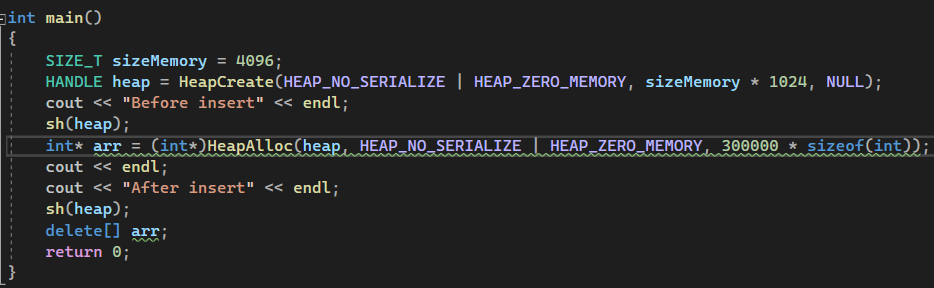 int main()
{
SIZE_T sizeMemory = 4096;
HANDLE heap = HeapCreate(HEAP_NO_SERIALIZE | HEAP_ZERO_MEMORY, sizeMemory * 1024, NULL);
cout << "Before insert" << endl;
sh(heap);
int* arr = (int*)HeapAlloc(heap, HEAP_NO_SERIALIZE | HEAP_ZERO_MEMORY, 300000 * sizeof(int));
cout << endl;
cout << "After insert" << endl;
sh(heap);
delete[] arr;
return 0;
}